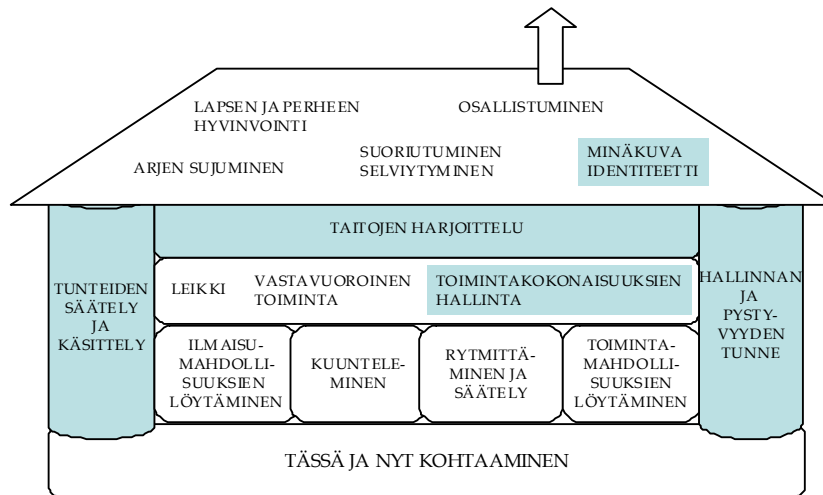 LAPSEN JA PERHEEN
HYVINVOINTI
OSALLISTUMINEN
ARJEN SUJUMINEN
SUORIUTUMINEN
SELVIYTYMINEN
MINÄKUVA
IDENTITEETTI
TAITOJEN HARJOITTELU
TUNTEIDEN
SÄÄTELY
JA
KÄSITTELY
LEIKKI
VASTAVUOROINEN
TOIMINTA
TOIMINTAKOKONAISUUKSIEN
HALLINTA
HALLINNAN
JA
PYSTY-
VYYDEN
TUNNE
ILMAISU-
MAHDOLLI-
SUUKSIEN
LÖYTÄMINEN
KUUNTELE-
MINEN
RYTMITTÄ-
MINEN JA
SÄÄTELY
TOIMINTA-
MAHDOLLI-
SUUKSIEN
LÖYTÄMINEN
TÄSSÄ JA NYT KOHTAAMINEN